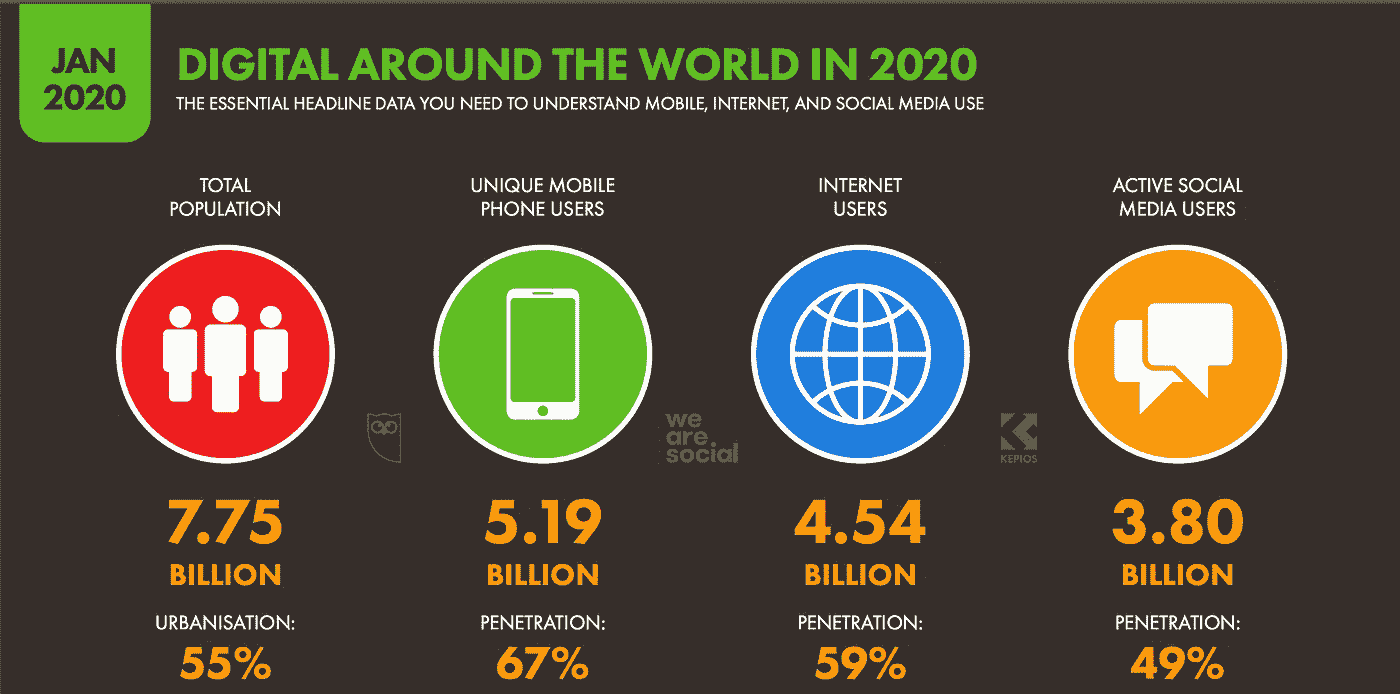 JAN
2020
DIGITAL AROUND THE WORLD IN 2020
THE ESSENTIAL HEADLINE DATA YOU NEED TO UNDERSTAND MOBILE, INTERNET, AND SOCIAL MEDIA USE
TOTAL
POPULATION
UNIQUE MOBILE
PHONE USERS
INTERNET
USERS
ACTIVE SOCIAL
MEDIA USERS
we
are.
social
KEPIOS
7.75
BILLION
URBANISATION:
55%
5.19
BILLION
PENETRATION:
67%
4.54
BILLION
PENETRATION:
59%
3.80
BILLION
PENETRATION:
49%